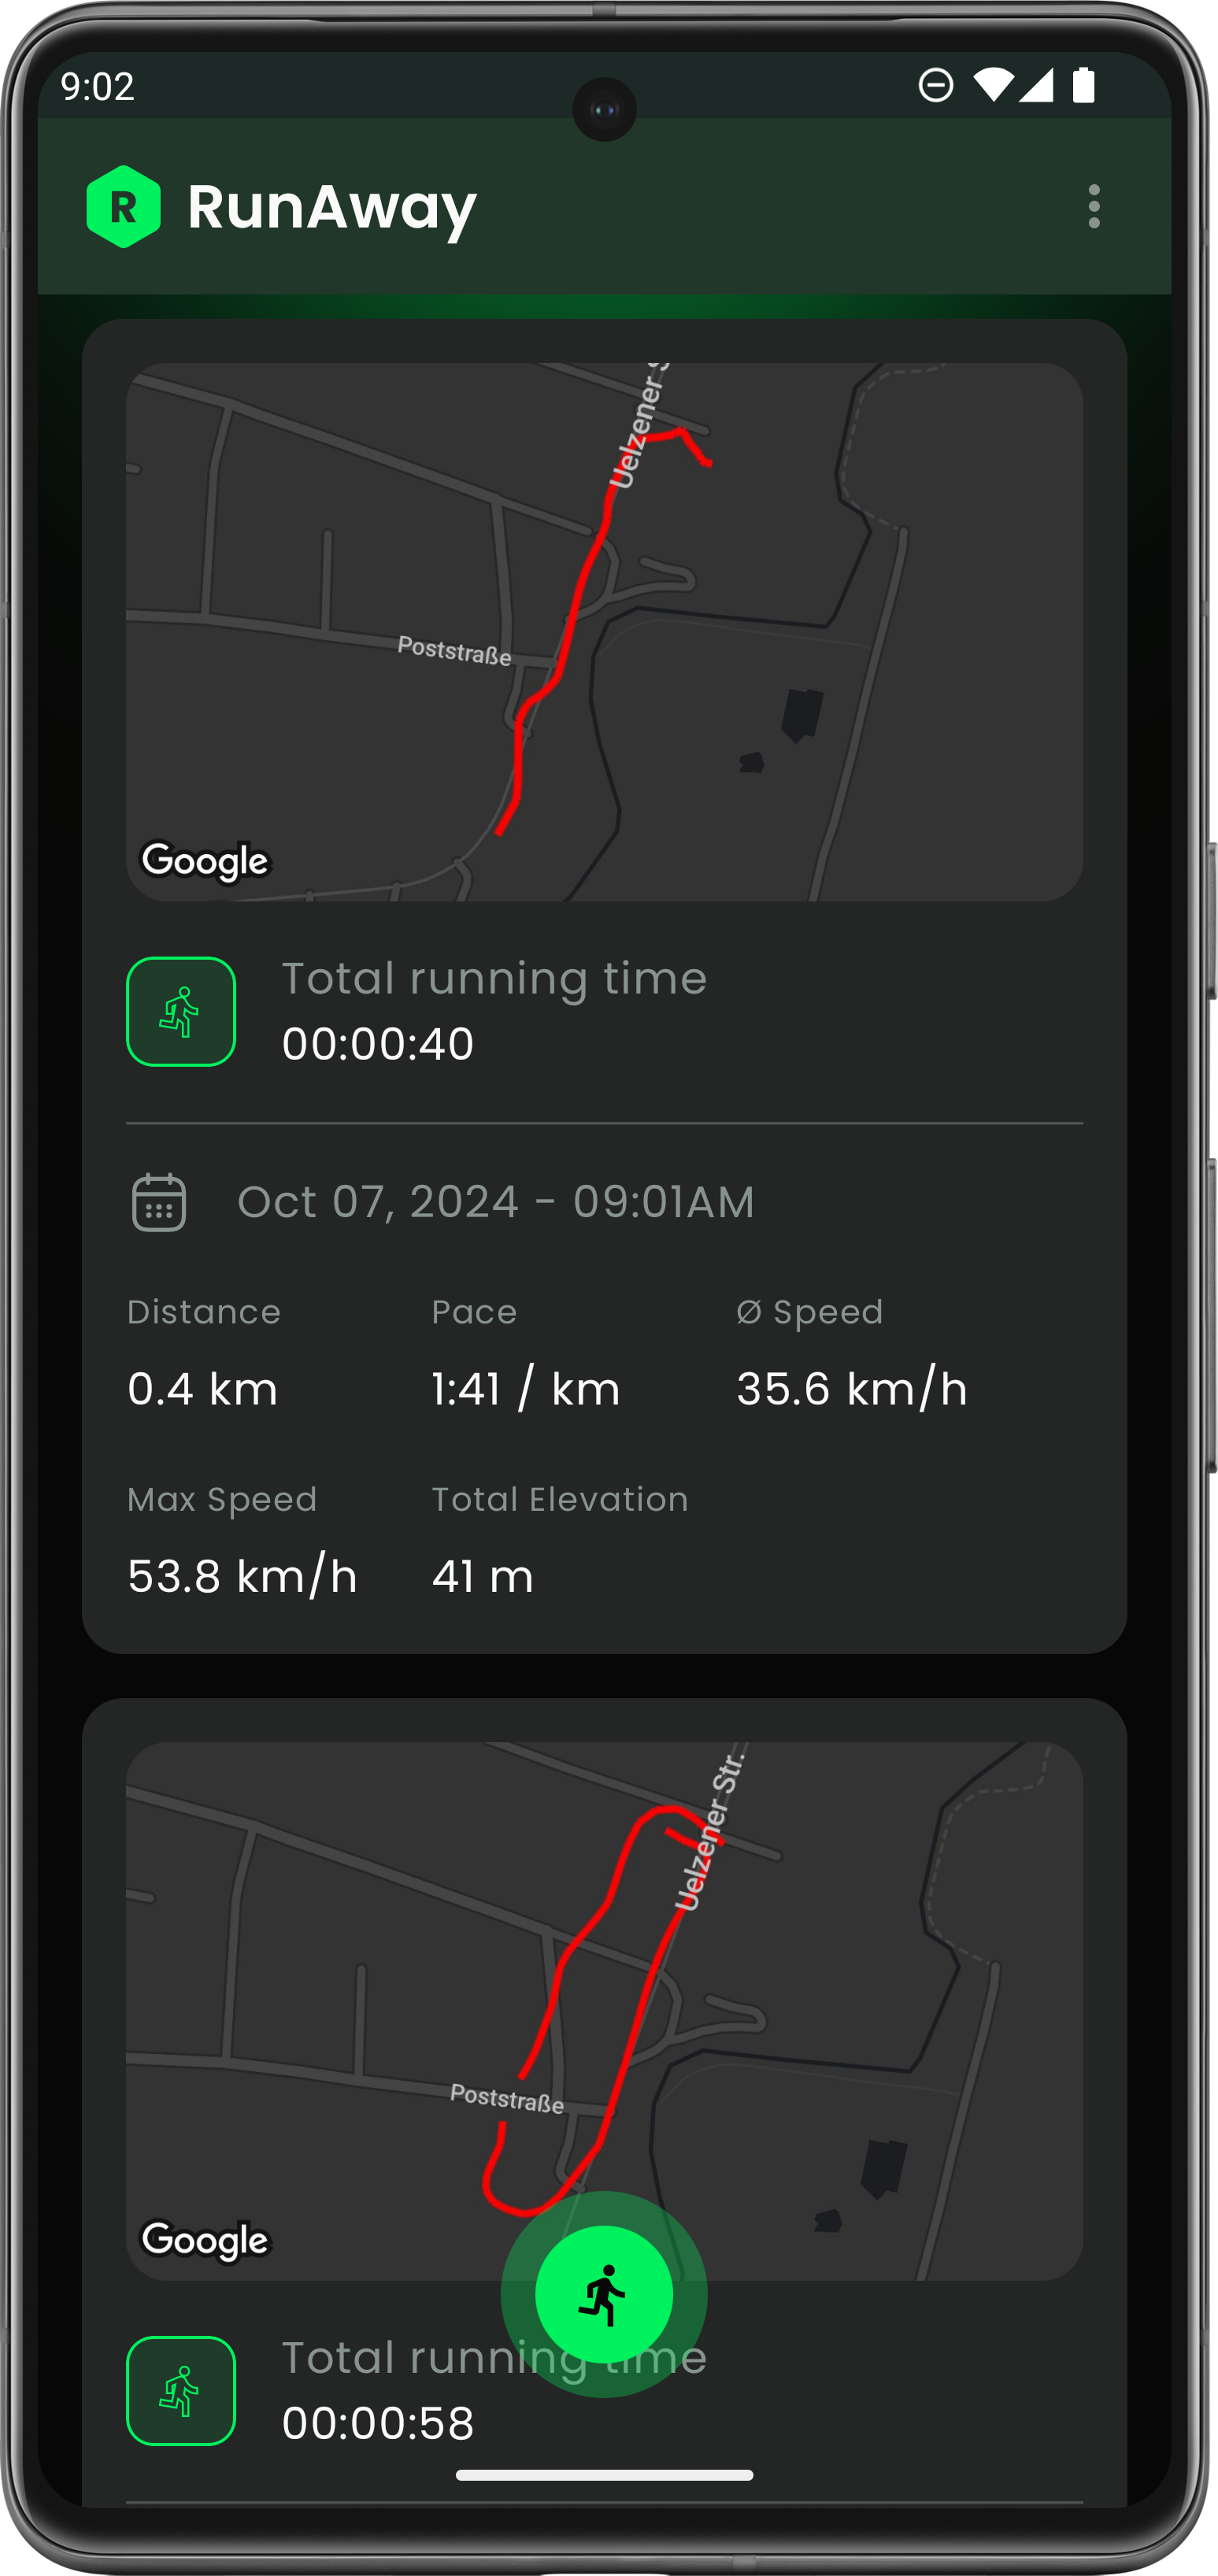 9:02
R RunAway
Uelzener S
Poststraße
Google
Total running time
00:00:40
Oct 07, 2024 - 09:01AM
Distance Pace Ø Speed
0.4 km 1:41 / km 35.6 km/h
Max Speed Total Elevation
53.8 km/h 41 m
Uelzener Str.
Poststraße
Google
Total running time
00:00:58